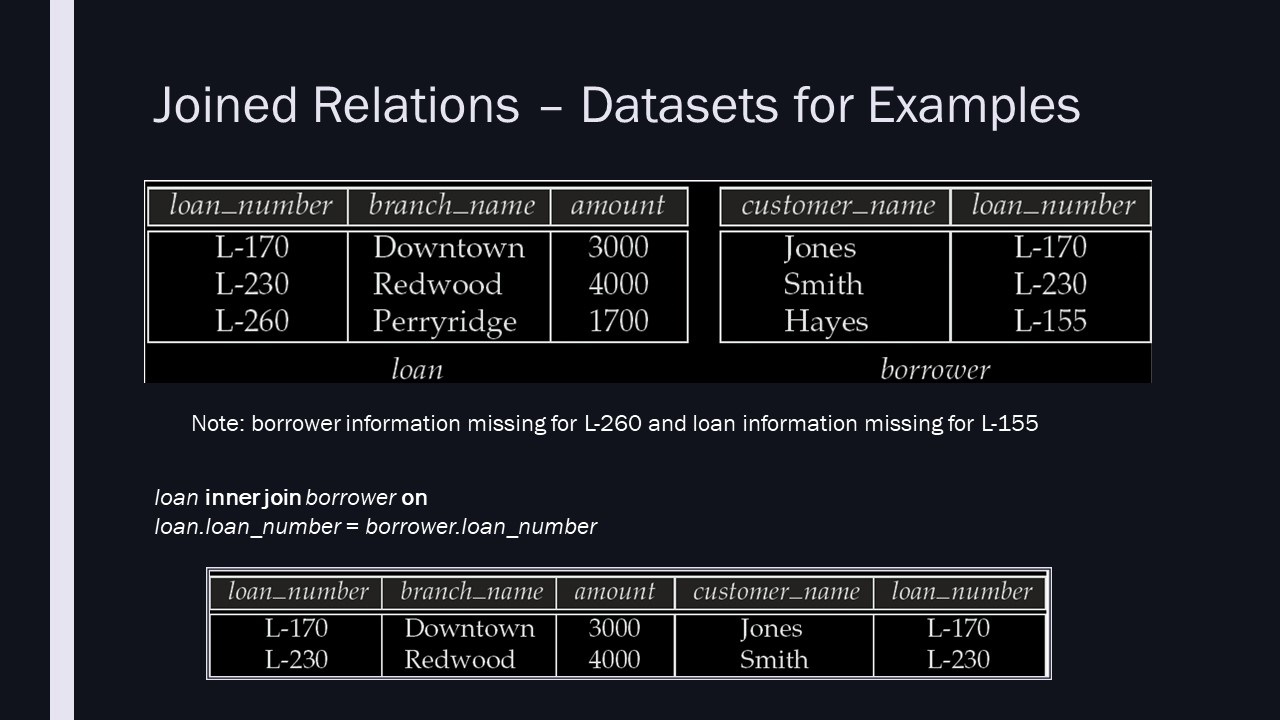 Joined Relations – Datasets for Examples
loan_number branch_name amount customer_name loan_number
L-170 Downtown 3000 Jones L-170
L-230 Redwood 4000 Smith L-230
L-260 Perryridge 1700 Hayes L-155
loan borrower
Note: borrower information missing for L-260 and loan information missing for L-155
loan inner join borrower on
loan.loan_number = borrower.loan_number
loan_number branch_name amount customer_name loan_number
L-170 Downtown 3000 Jones L-170
L-230 Redwood 4000 Smith L-230